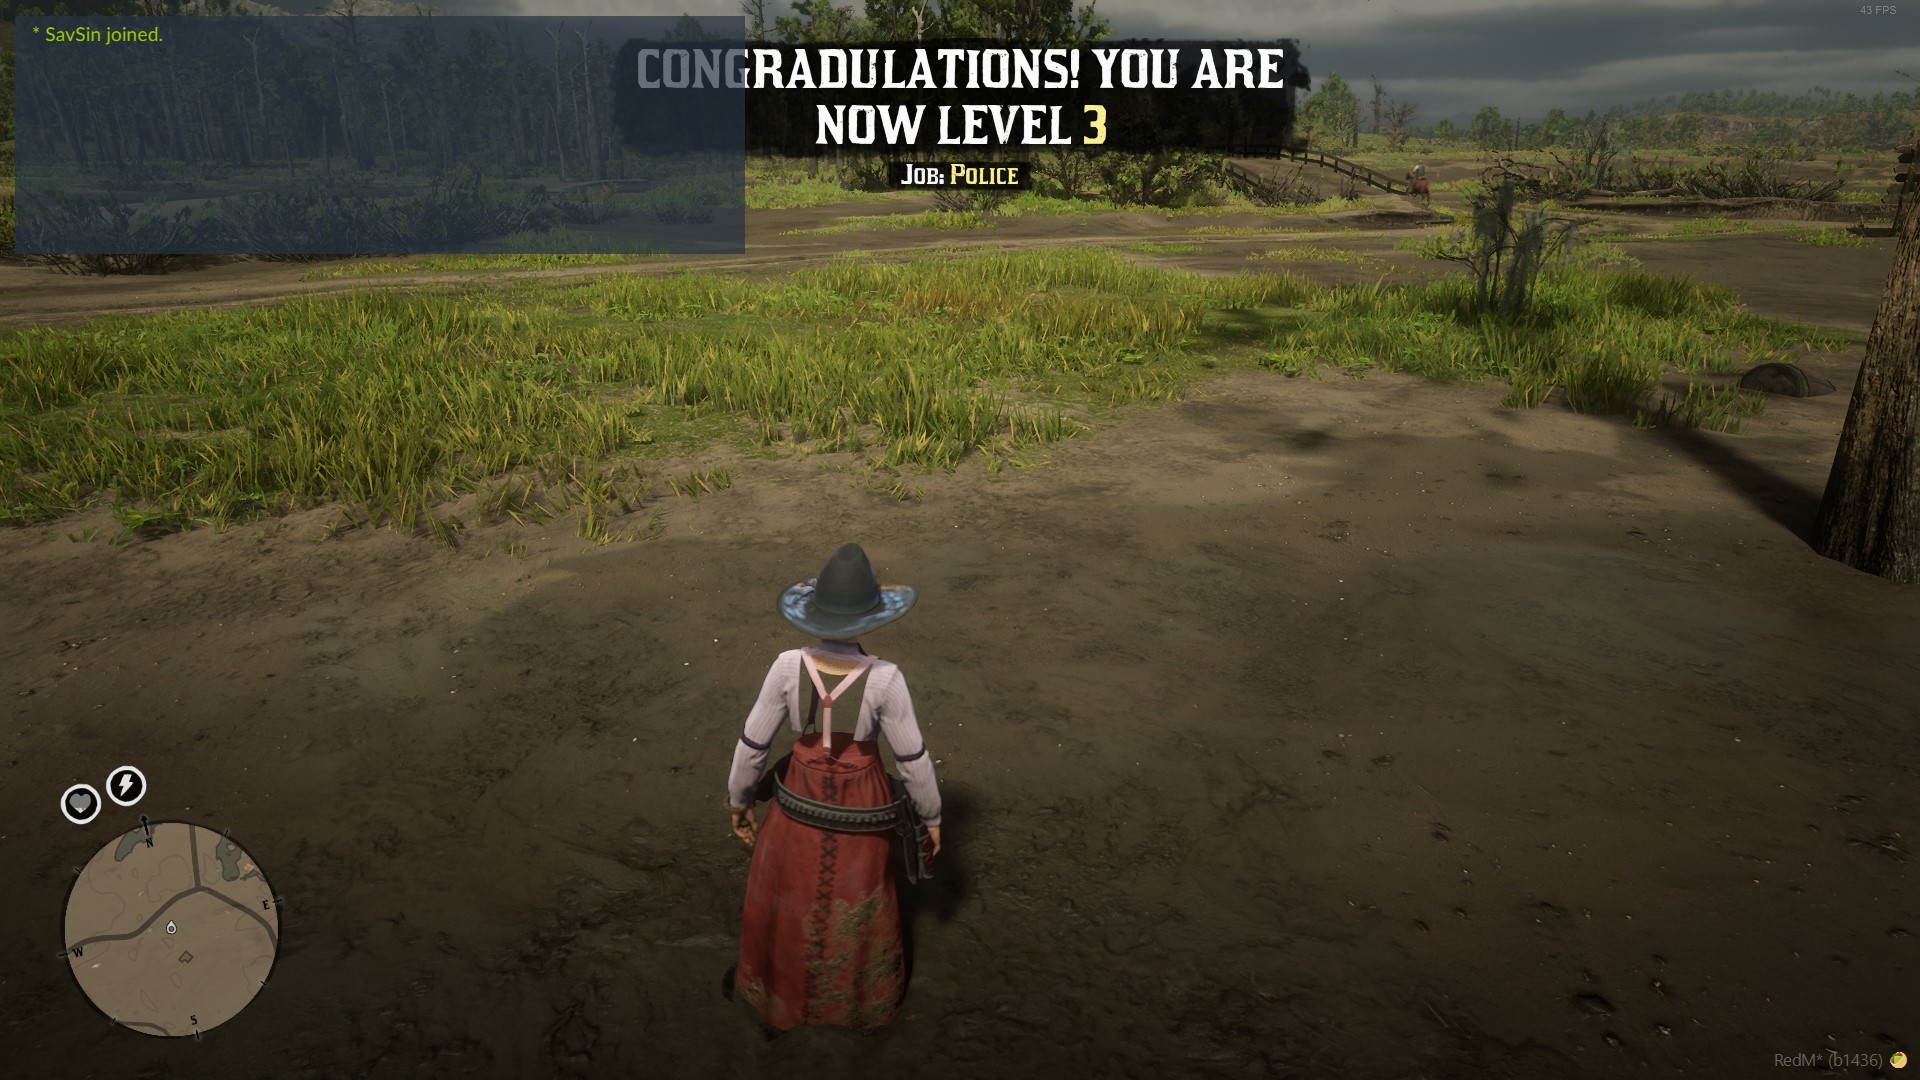 43 FPS
* SavSin joined.
CONGRADULATIONS! YOU ARE
NOW LEVEL 3
JOB: POLICE
N
E
W
S
RedM* (b1436)